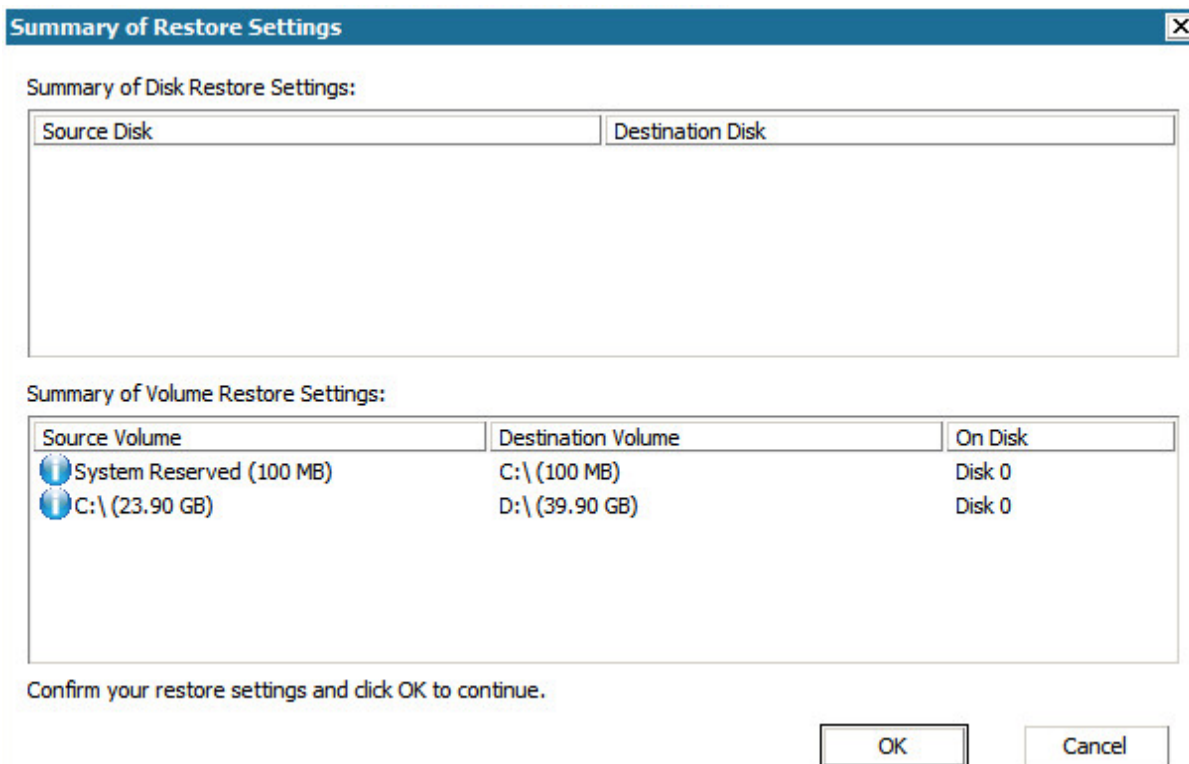 Summary of Restore Settings
Summary of Disk Restore Settings:
Source Disk Destination Disk
Summary of Volume Restore Settings:
Source Volume Destination Volume On Disk
System Reserved (100 MB) C:\ (100 MB) Disk 0
C:\ (23.90 GB) D:\ (39.90 GB) Disk 0
Confirm your restore settings and click OK to continue.
OK Cancel